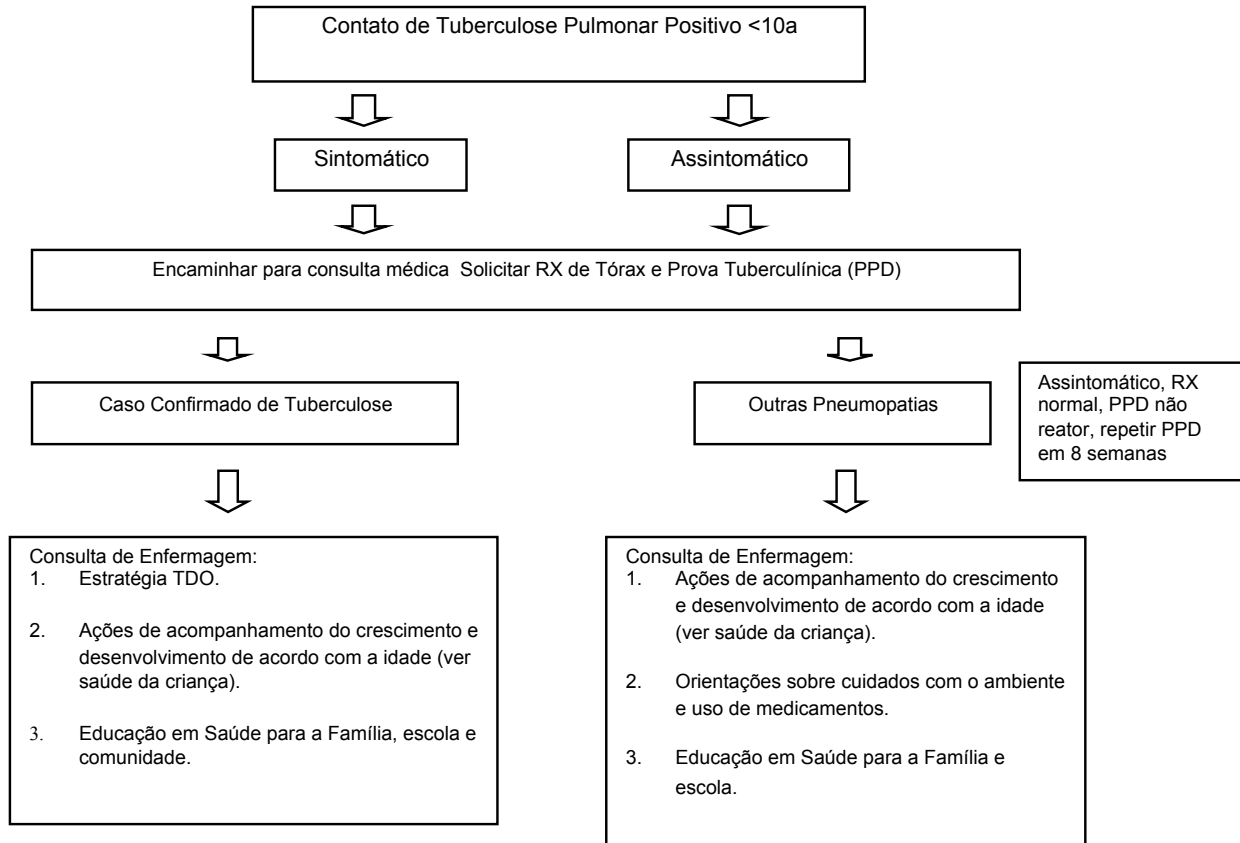 Contato de Tuberculose Pulmonar Positivo <10a
Sintomático
Assintomático
Encaminhar para consulta médica  Solicitar RX de Tórax e Prova Tuberculínica (PPD)
Caso Confirmado de Tuberculose
Outras Pneumopatias
Assintomático, RX
normal, PPD não
reator, repetir PPD
em 8 semanas
Consulta de Enfermagem:
1. Estratégia TDO.
2. Ações de acompanhamento do crescimento e
desenvolvimento de acordo com a idade (ver
saúde da criança).
3. Educação em Saúde para a Família, escola e
comunidade.
Consulta de Enfermagem:
1. Ações de acompanhamento do crescimento
e desenvolvimento de acordo com a idade
(ver saúde da criança).
2. Orientações sobre cuidados com o ambiente
e uso de medicamentos.
3. Educação em Saúde para a Família e
escola.